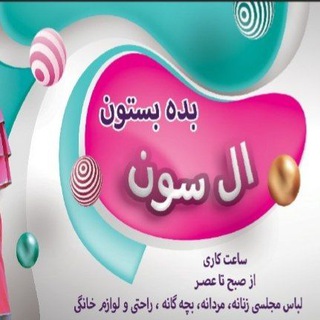 بده بستون
ال سون
ساعت کاری
از صبح تا عصر
لباس مجلسی زنانه، مردانه، بچه گانه ، راحتی و لوازم خانگی